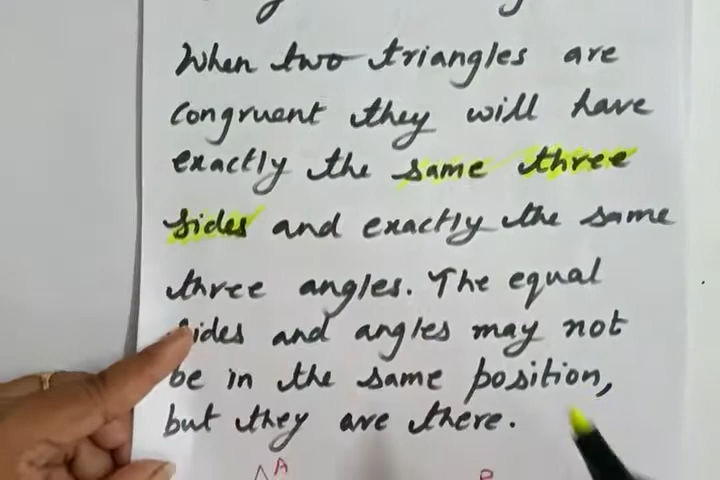 When two triangles are
congruent they will have
exactly the same three
sides and exactly the same
three angles. The equal
sides and angles may not
be in the same position,
but they are there.
A
P